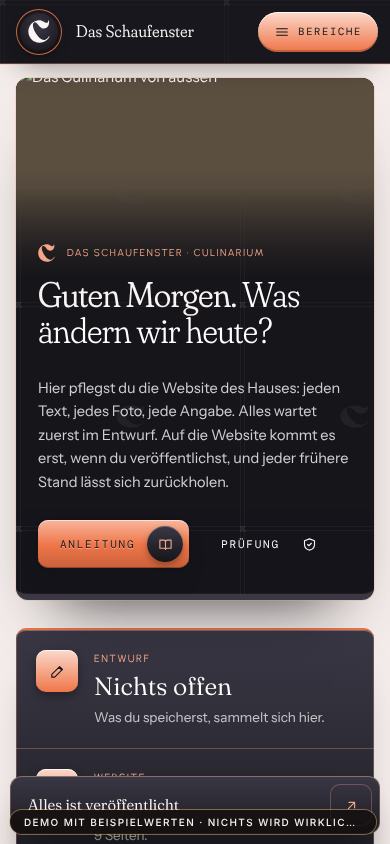 Das Schaufenster
BEREICHE
Das Culinarium von aussen
DAS SCHAUFENSTER · CULINARIUM
Guten Morgen. Was
ändern wir heute?
Hier pflegst du die Website des Hauses: jeden
Text, jedes Foto, jede Angabe. Alles wartet
zuerst im Entwurf. Auf die Website kommt es
erst, wenn du veröffentlichst, und jeder frühere
Stand lässt sich zurückholen.
ANLEITUNG
PRÜFUNG
ENTWURF
Nichts offen
Was du speicherst, sammelt sich hier.
WEBSITE
Alles ist veröffentlicht
DEMO MIT BEISPIELWERTEN · NICHTS WIRD WIRKLIC…
9 Seiten.